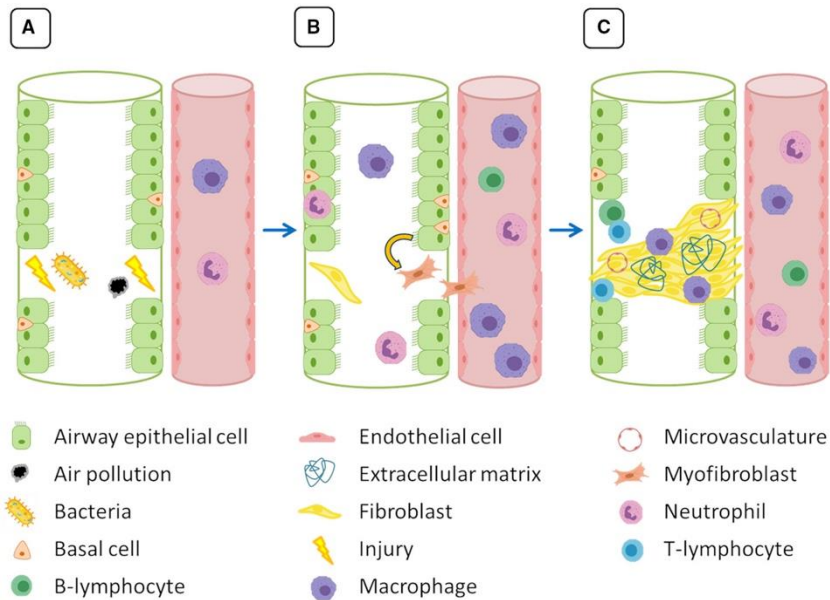 A
B
C
Airway epithelial cell
Air pollution
Bacteria
Basal cell
B-lymphocyte
Endothelial cell
Extracellular matrix
Fibroblast
Injury
Macrophage
Microvasculature
Myofibroblast
Neutrophil
T-lymphocyte